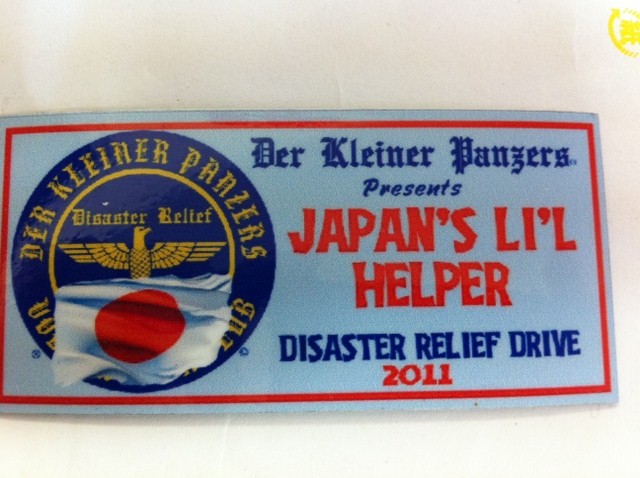 DER KLEINER PANZERS
Disaster Relief
Der Kleiner Panzers
Presents
JAPAN'S LI'L
HELPER
DISASTER RELIEF DRIVE
2011